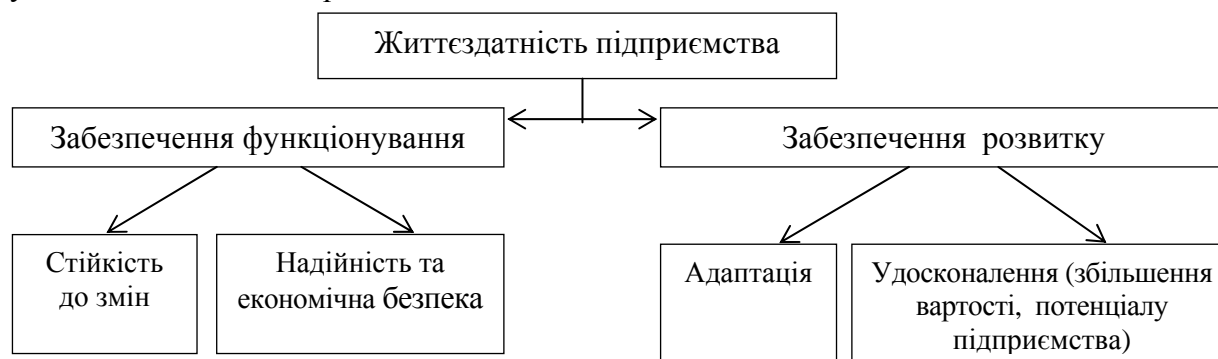 Життєздатність підприємства
Забезпечення функціонування
Забезпечення розвитку
Стійкість
до змін
Надійність та
економічна безпека
Адаптація
Удосконалення (збільшення
вартості, потенціалу
підприємства)